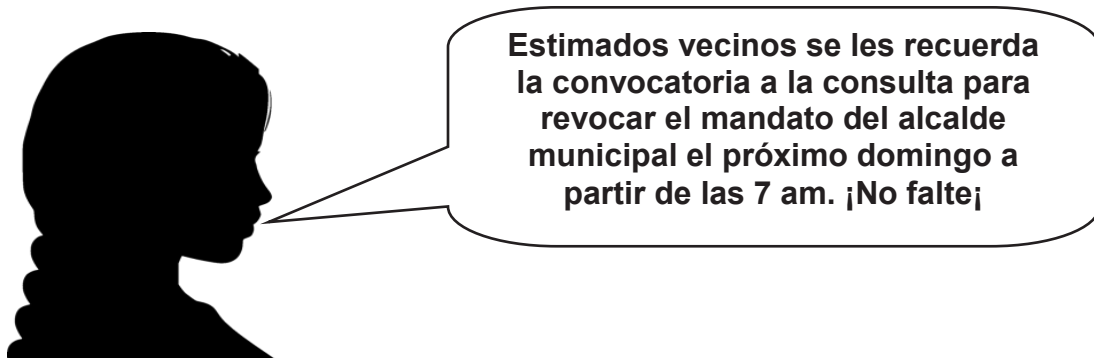 Estimados vecinos se les recuerda
la convocatoria a la consulta para
revocar el mandato del alcalde
municipal el próximo domingo a
partir de las 7 am. ¡No falte¡